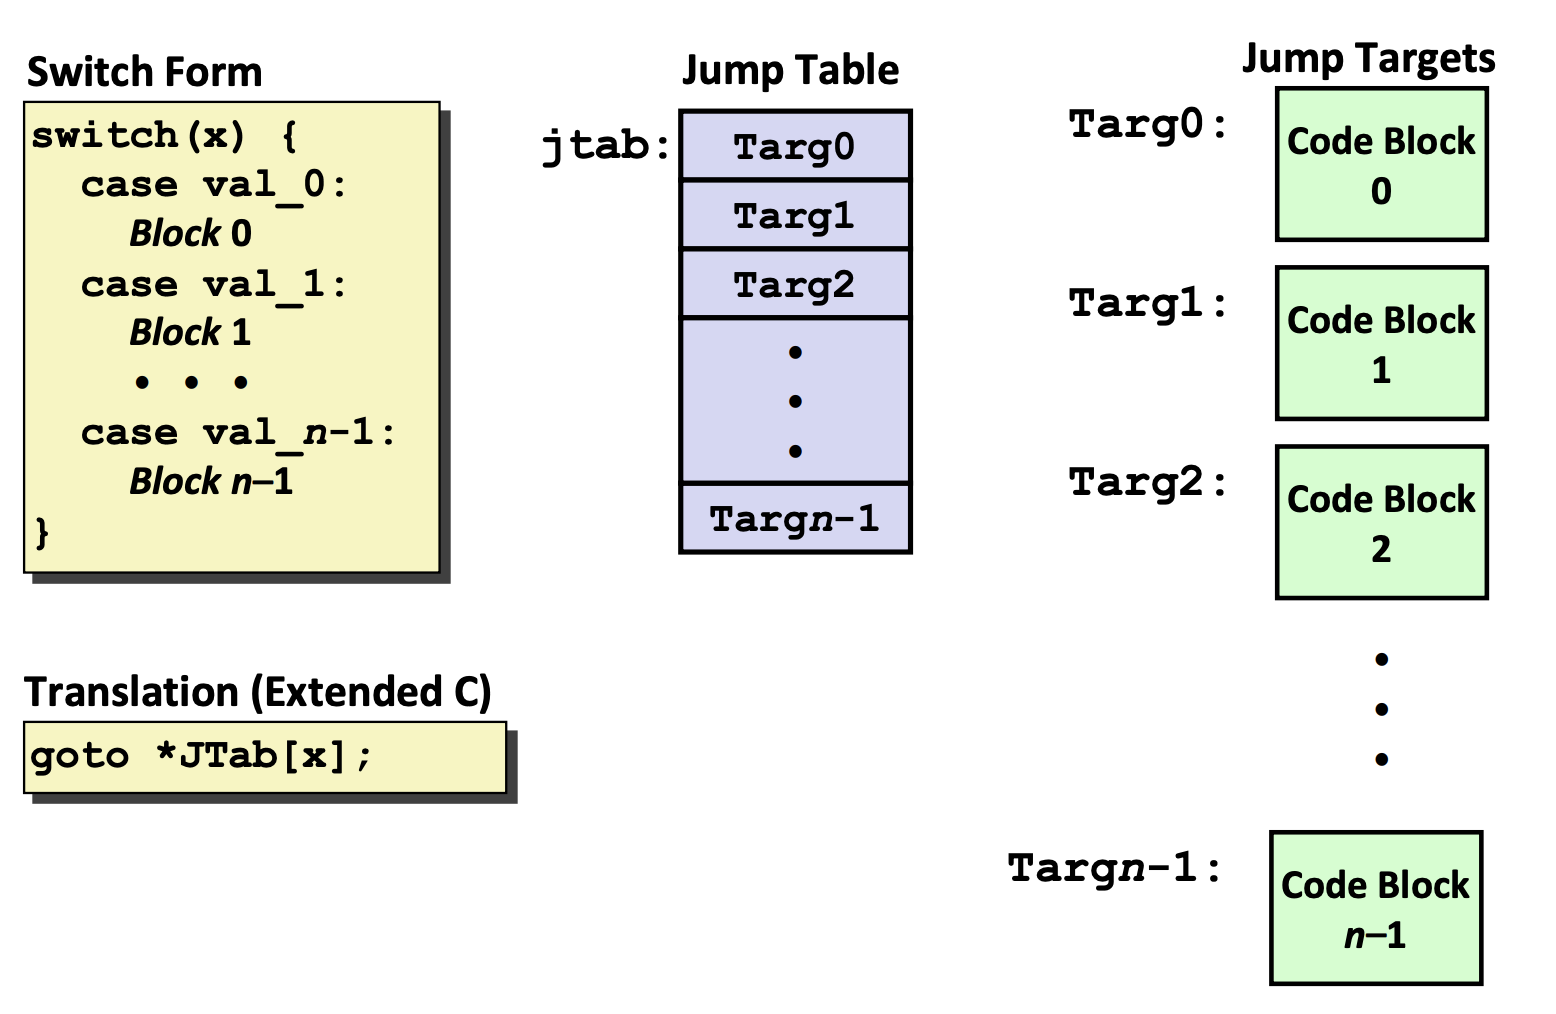 Switch Form
switch(x) {
case val_0:
Block 0
case val_1:
Block 1
• • •
case val_n-1:
Block n–1
}
Translation (Extended C)
goto *JTab[x];
Jump Table
jtab:
Targ0
Targ1
Targ2
•
•
•
Targn-1
Jump Targets
Targ0:
Code Block
0
Targ1:
Code Block
1
Targ2:
Code Block
2
•
•
•
Targn-1:
Code Block
n–1